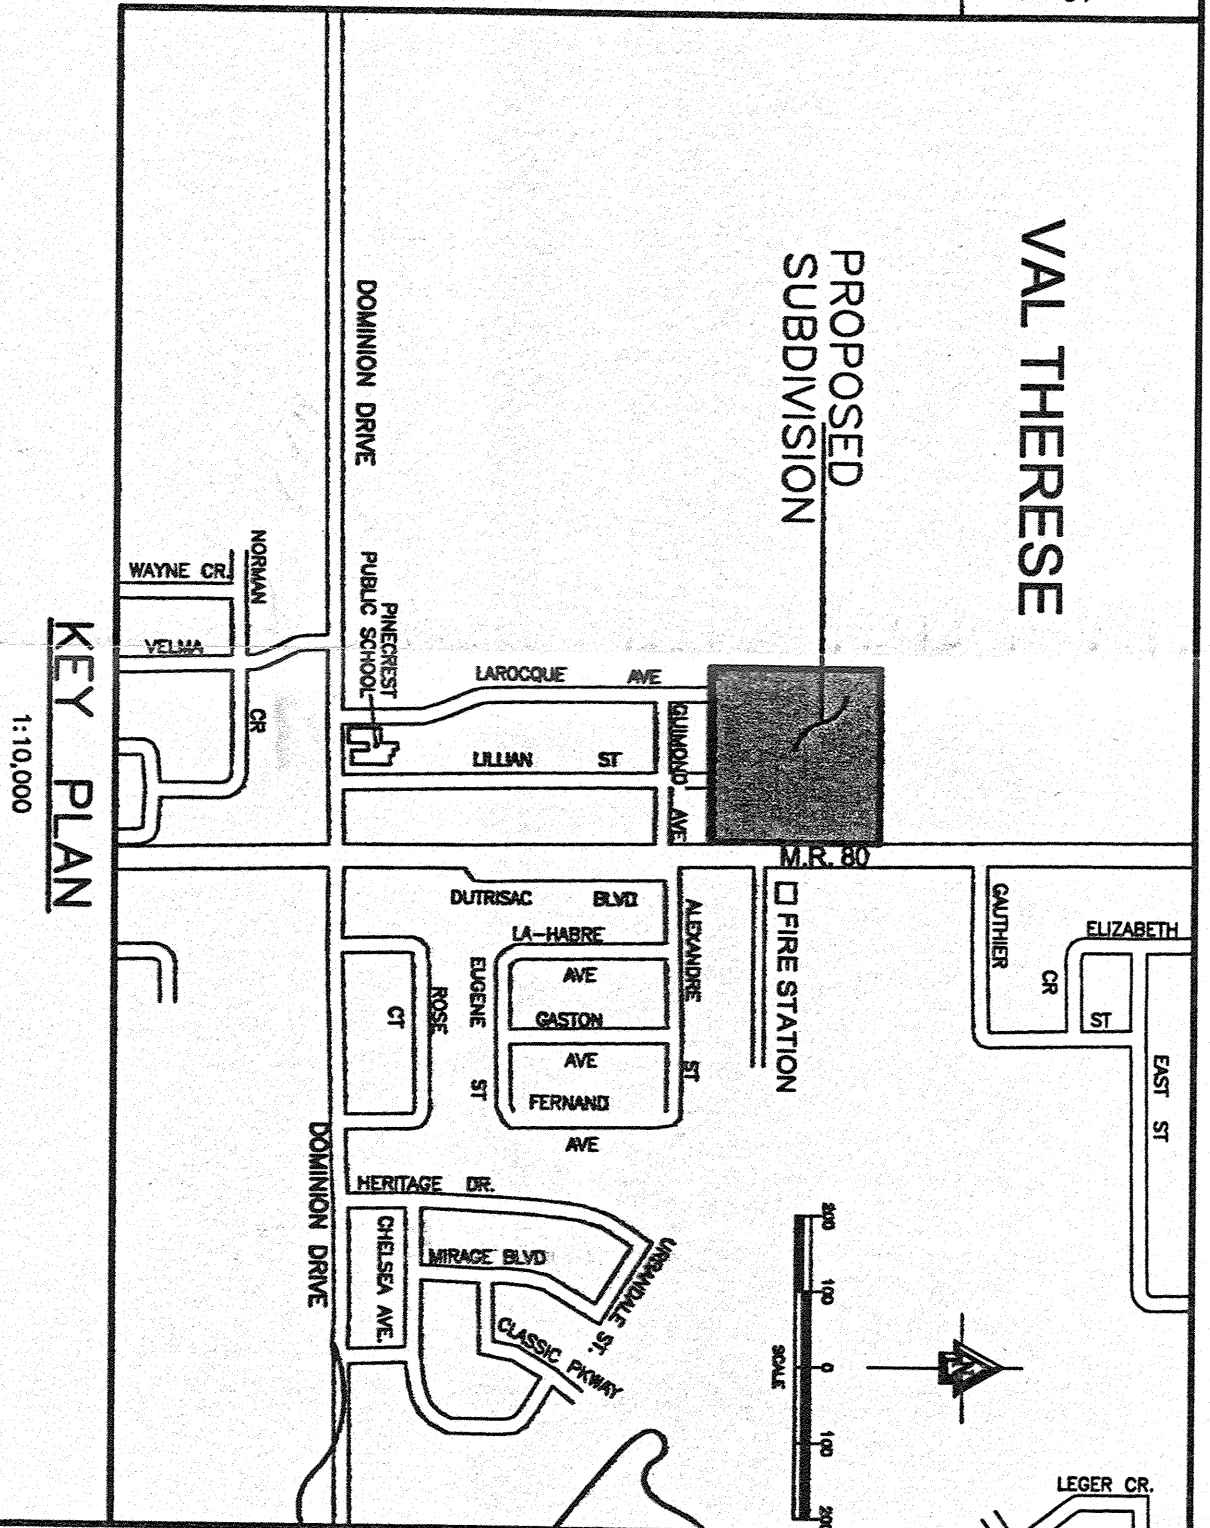 VAL THERESE
PROPOSED
SUBDIVISION
ELIZABETH
CR
ST
EAST ST
GAUTHIER
M.R. 80
FIRE STATION
LAROCQUE AVE
GUIMOND AVE
LILLIAN ST
PINECREST
PUBLIC SCHOOL
DOMINION DRIVE
NORMAN
CR
WAYNE CR.
VELMA
DUTRISAC BLVD
ALEXANDRE ST
LA-HABRE
AVE
GASTON
AVE
FERNAND
AVE
EUGENE ST
ROSE
CT
HERITAGE DR.
MIRAGE BLVD
CHELSEA AVE.
URBANDALE ST.
CLASSIC PKWAY
DOMINION DRIVE
LEGER CR.
N
200 100 0 100 200
SCALE
KEY PLAN
1:10,000